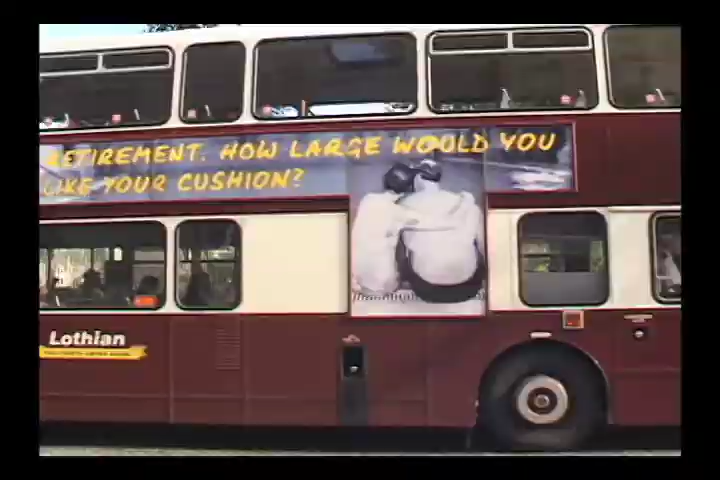 RETIREMENT. HOW LARGE WOULD YOU
LIKE YOUR CUSHION?
Lothian